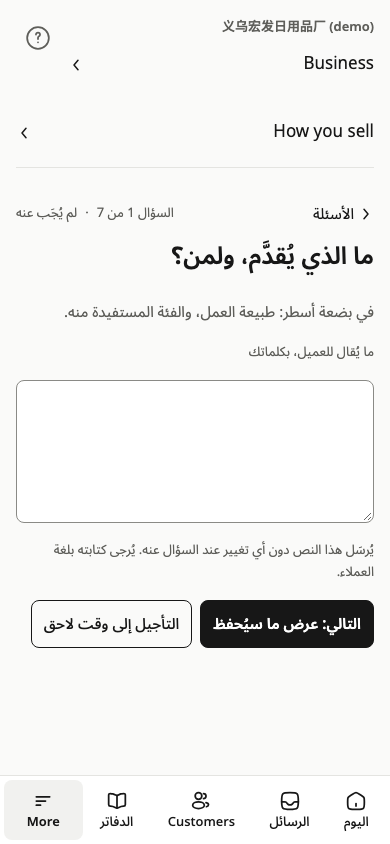 义乌宏发日用品厂 (demo)
Business
How you sell
الأسئلة
السؤال 1 من 7 · لم يُجَب عنه
ما الذي يُقدَّم، ولمن؟
في بضعة أسطر: طبيعة العمل، والفئة المستفيدة منه.
ما يُقال للعميل، بكلماتك
يُرسَل هذا النص دون أي تغيير عند السؤال عنه. يُرجى كتابته بلغة
العملاء.
التالي: عرض ما سيُحفظ
التأجيل إلى وقت لاحق
اليوم
الرسائل
Customers
الدفاتر
More